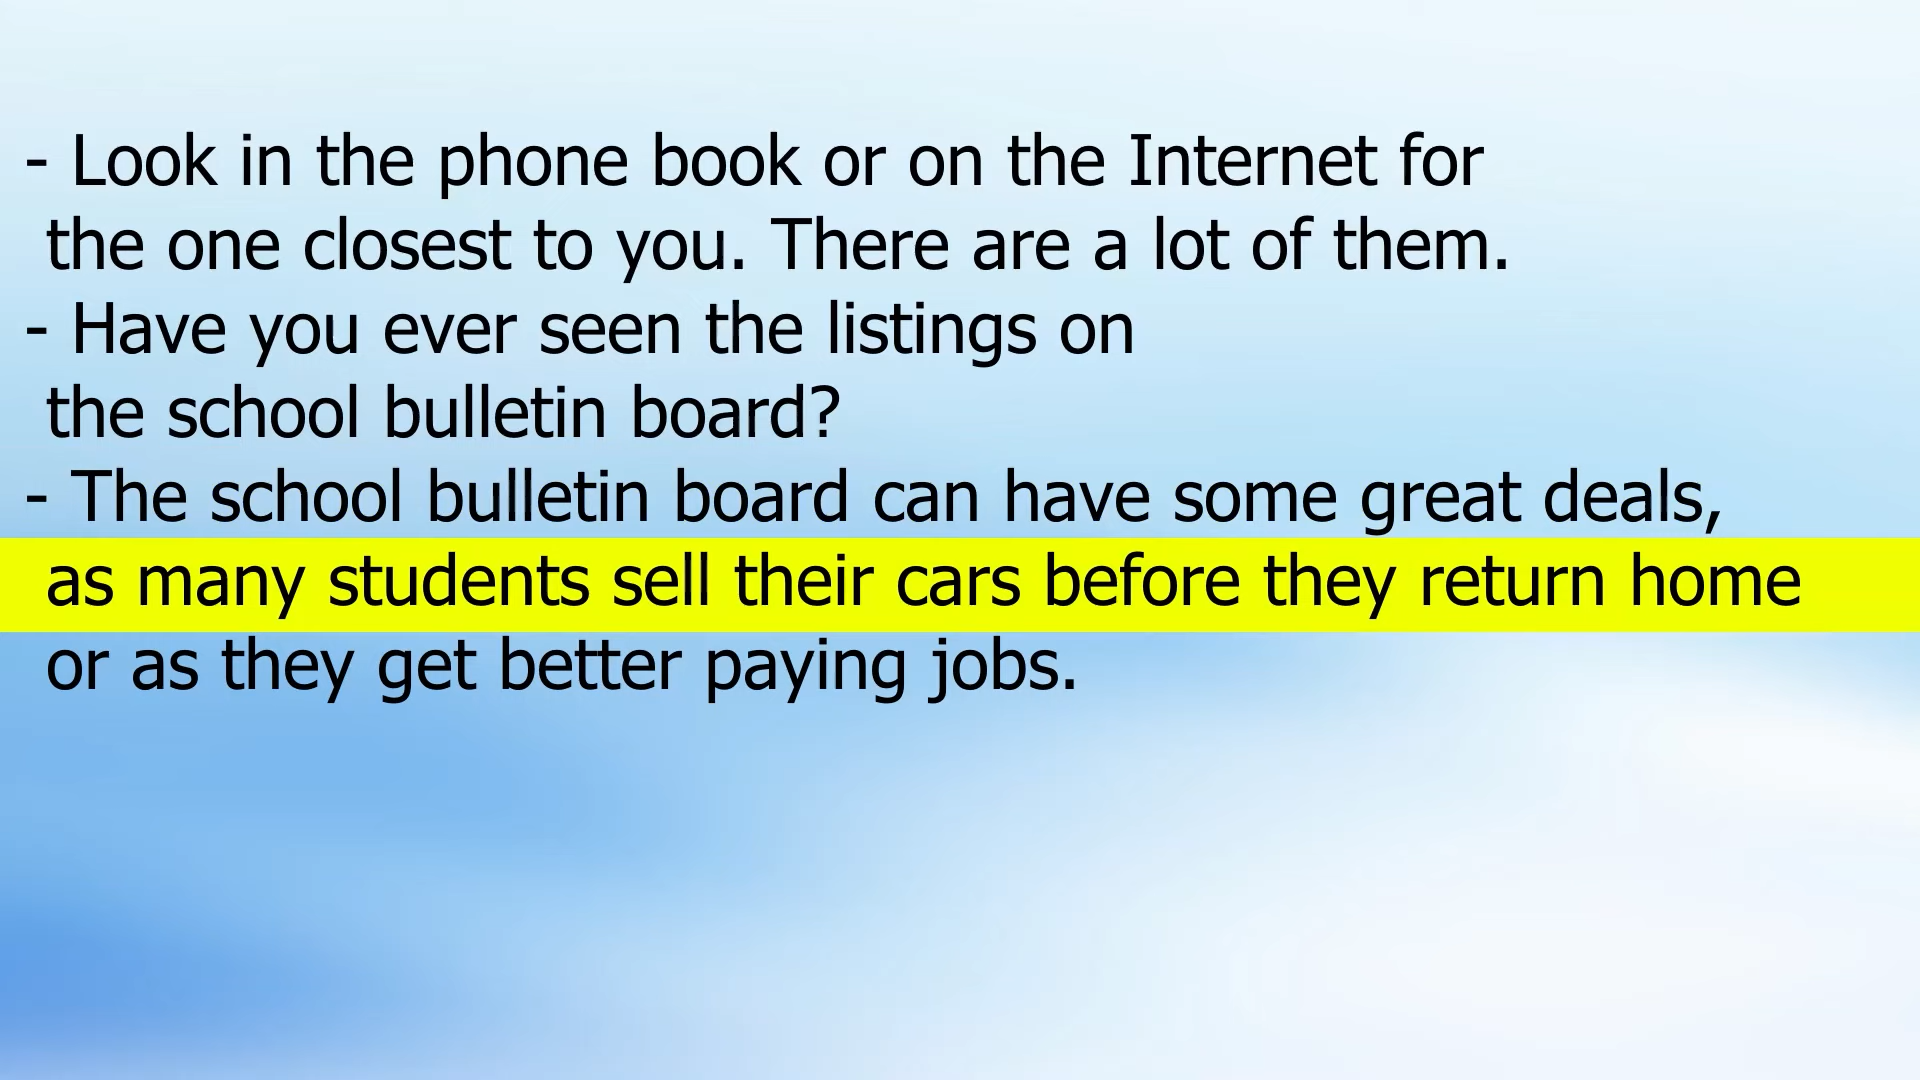 - Look in the phone book or on the Internet for
the one closest to you. There are a lot of them.
- Have you ever seen the listings on
the school bulletin board?
- The school bulletin board can have some great deals,
as many students sell their cars before they return home
or as they get better paying jobs.